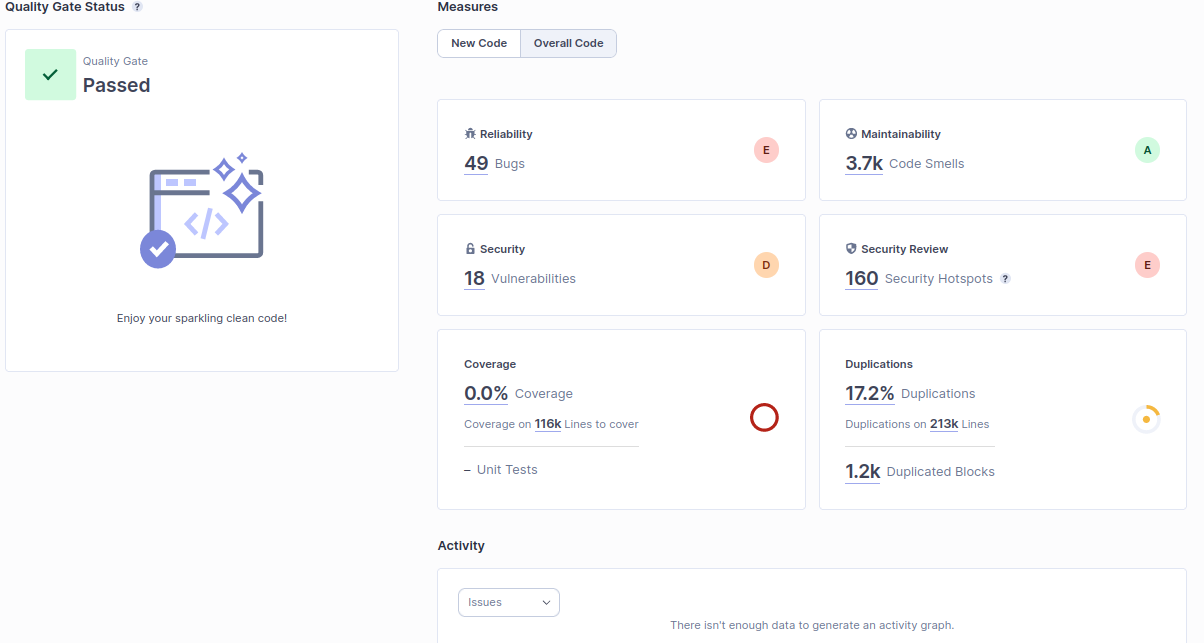 Quality Gate Status ?
Quality Gate
Passed
</>
Enjoy your sparkling clean code!
Measures
New Code Overall Code
Reliability
49 Bugs
E
Maintainability
3.7k Code Smells
A
Security
18 Vulnerabilities
D
Security Review
160 Security Hotspots ?
E
Coverage
0.0% Coverage
Coverage on 116k Lines to cover
– Unit Tests
Duplications
17.2% Duplications
Duplications on 213k Lines
1.2k Duplicated Blocks
Activity
Issues
There isn't enough data to generate an activity graph.